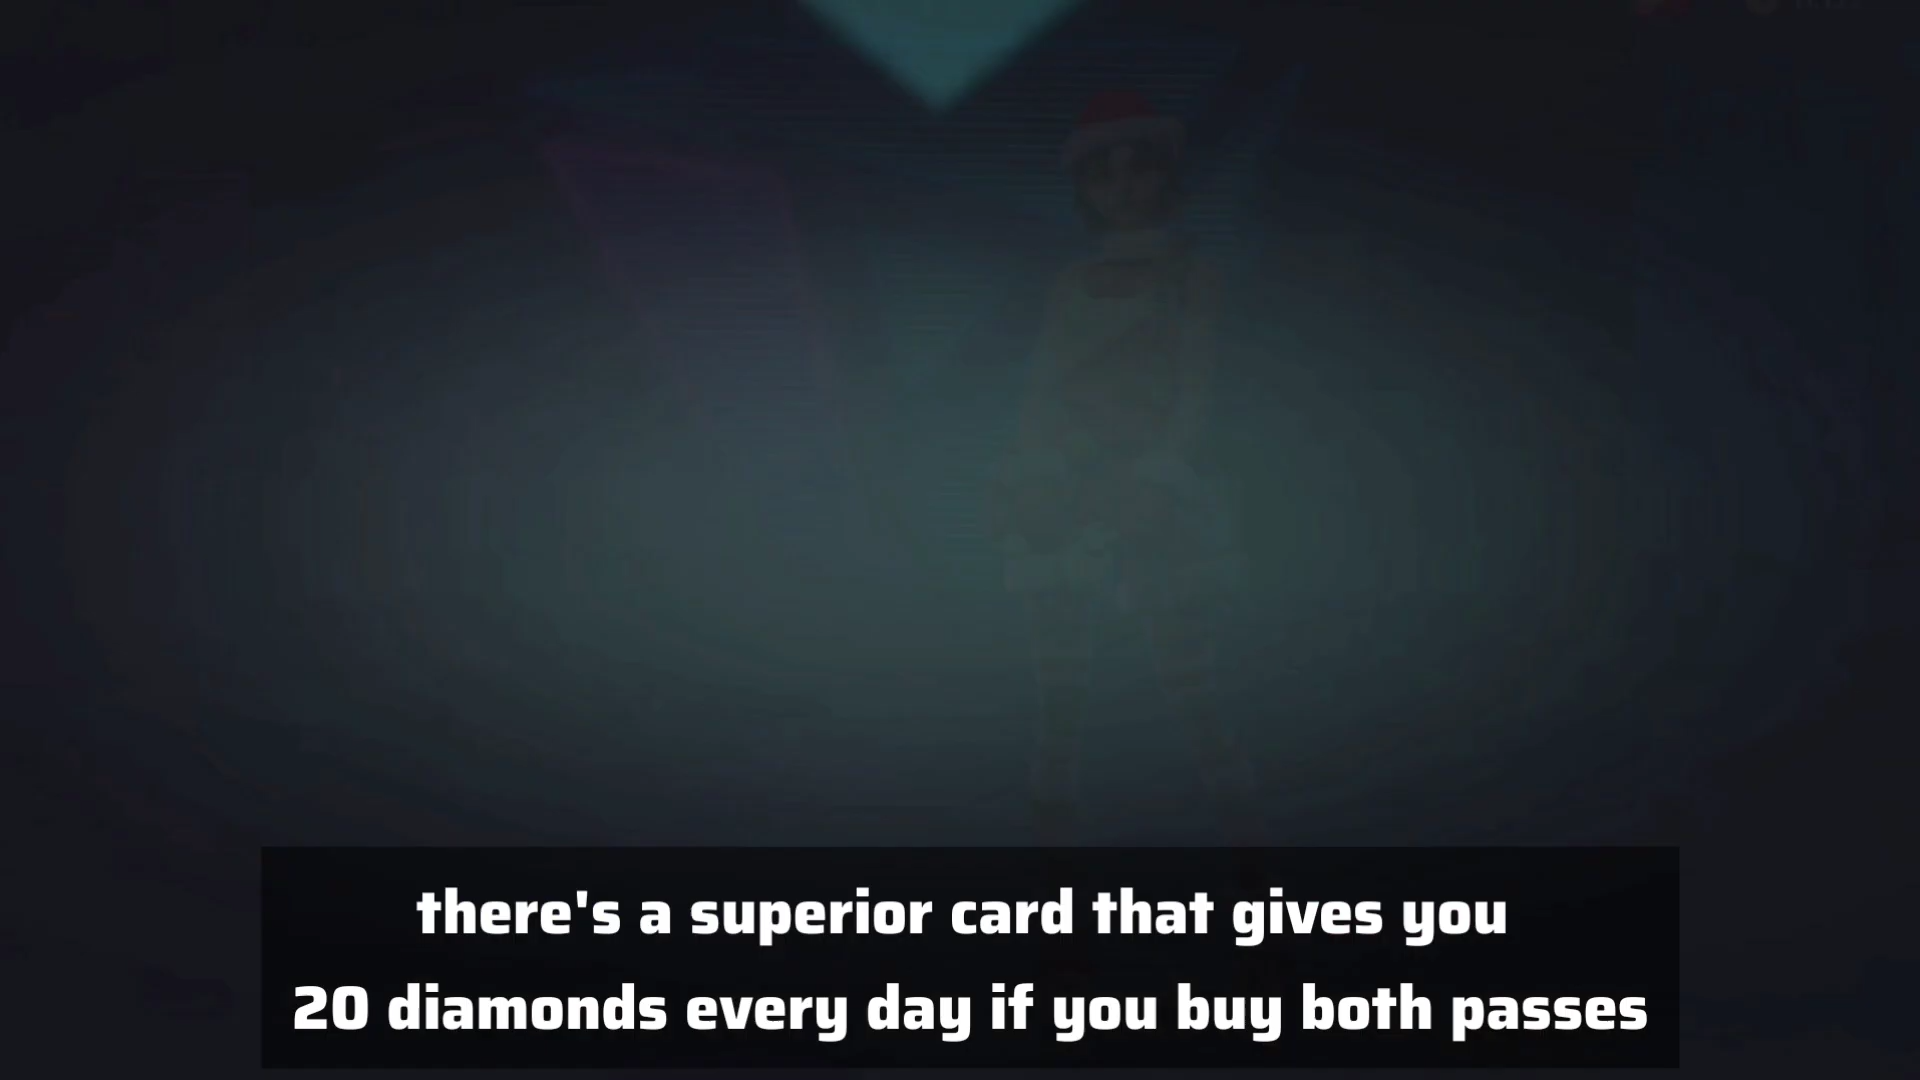 there's a superior card that gives you
20 diamonds every day if you buy both passes